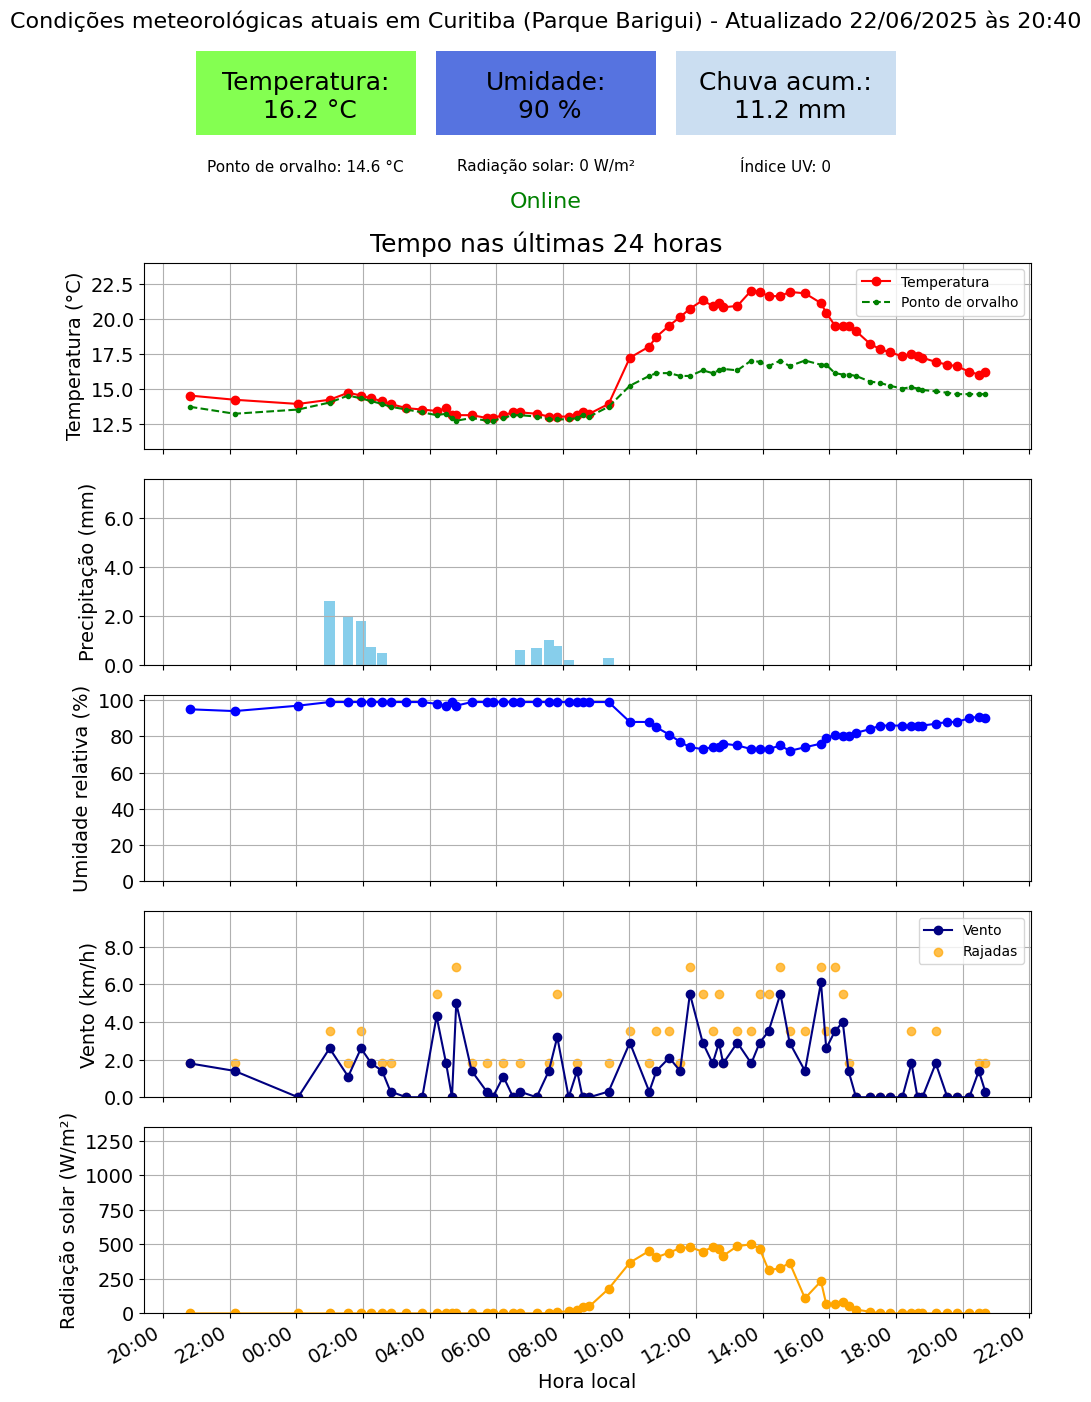 Condições meteorológicas atuais em Curitiba (Parque Barigui) - Atualizado 22/06/2025 às 20:40
Temperatura:
16.2 °C
Umidade:
90 %
Chuva acum.:
11.2 mm
Ponto de orvalho: 14.6 °C
Radiação solar: 0 W/m²
Índice UV: 0
Online
Tempo nas últimas 24 horas
Temperatura (°C)
22.5
20.0
17.5
15.0
12.5
Temperatura
Ponto de orvalho
Precipitação (mm)
6.0
4.0
2.0
0.0
Umidade relativa (%)
100
80
60
40
20
0
Vento (km/h)
8.0
6.0
4.0
2.0
0.0
Vento
Rajadas
Radiação solar (W/m²)
1250
1000
750
500
250
0
20:00
22:00
00:00
02:00
04:00
06:00
08:00
10:00
12:00
14:00
16:00
18:00
20:00
22:00
Hora local